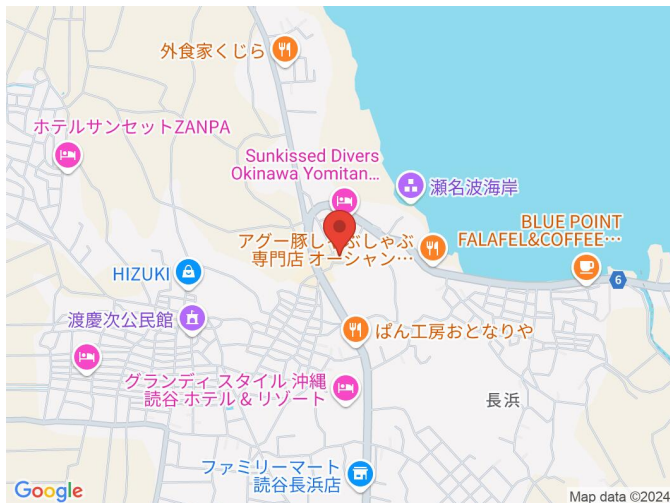 外食家くじら
ホテルサンセットZANPA
Sunkissed Divers
Okinawa Yomitan…
瀬名波海岸
アグー豚しゃぶしゃぶ
専門店 オーシャン…
BLUE POINT
FALAFEL&COFFEE…
HIZUKI
6
渡慶次公民館
ぱん工房おとなりや
グランディ スタイル 沖縄
読谷 ホテル & リゾート
長浜
ファミリーマート
読谷長浜店
Google
Map data ©2024